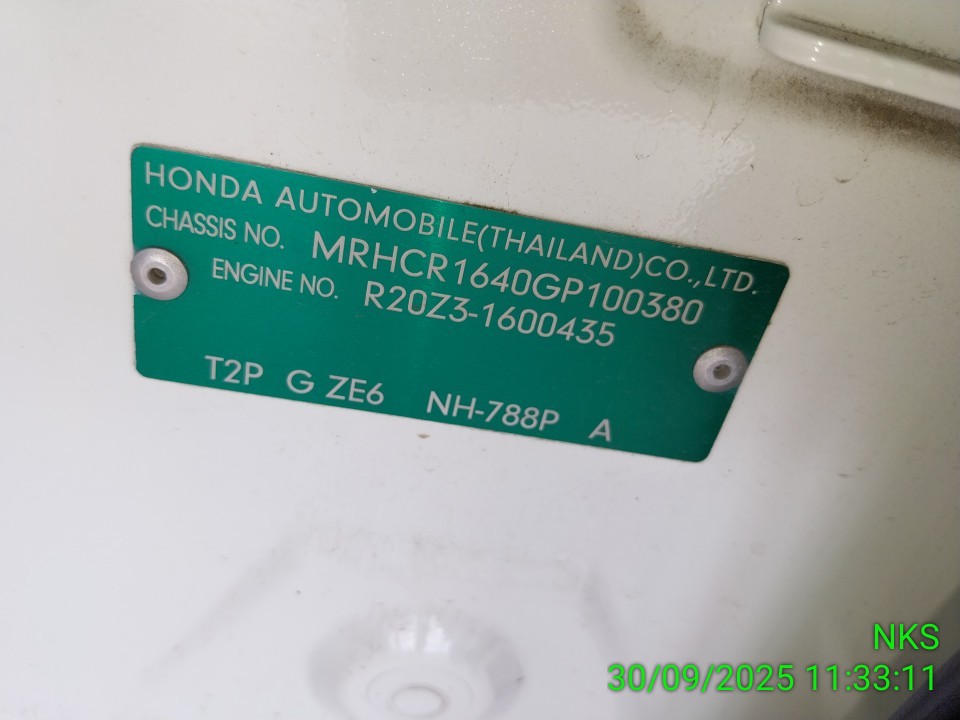 HONDA AUTOMOBILE(THAILAND)CO.,LTD.
CHASSIS NO. MRHCR1640GP100380
ENGINE NO. R20Z3-1600435
T2P G ZE6 NH-788P A
NKS
30/09/2025 11:33:11